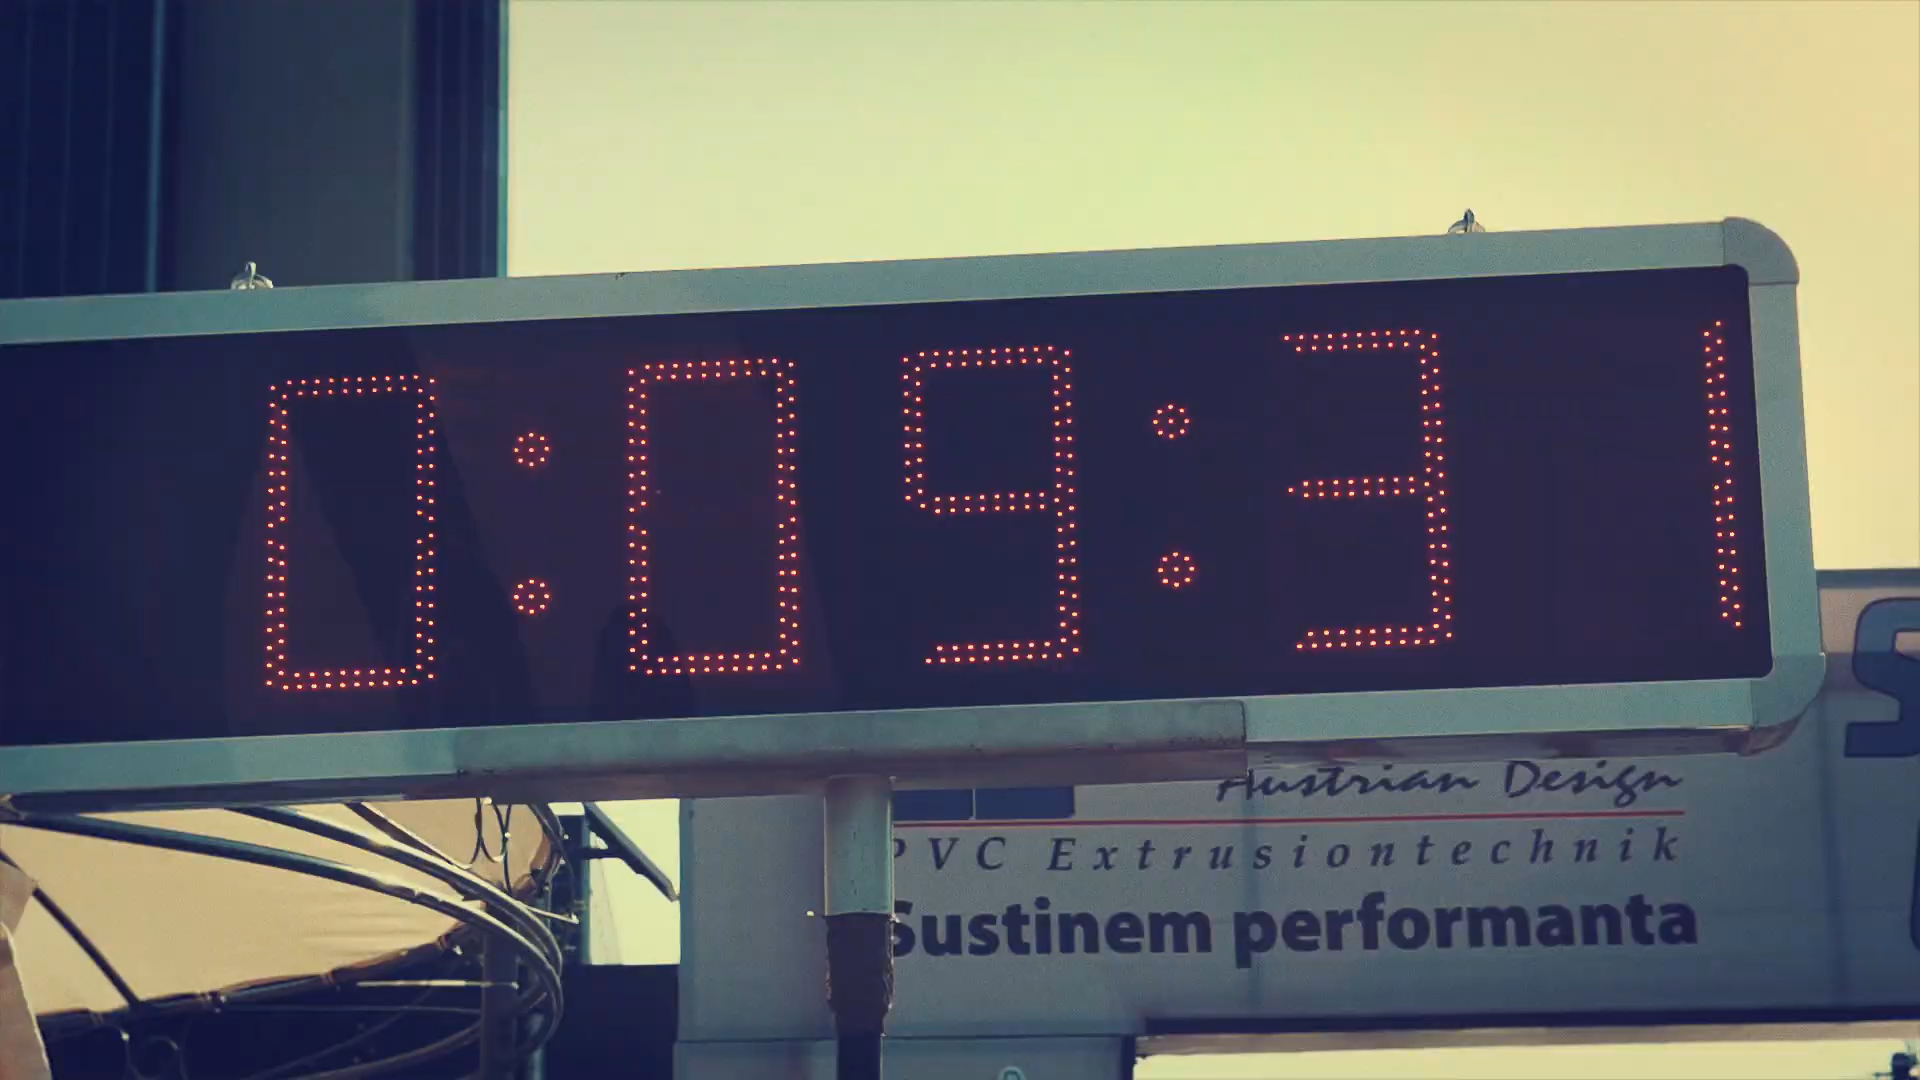 0:09:31
Austrian Design
PVC Extrusiontechnik
Sustinem performanta
S